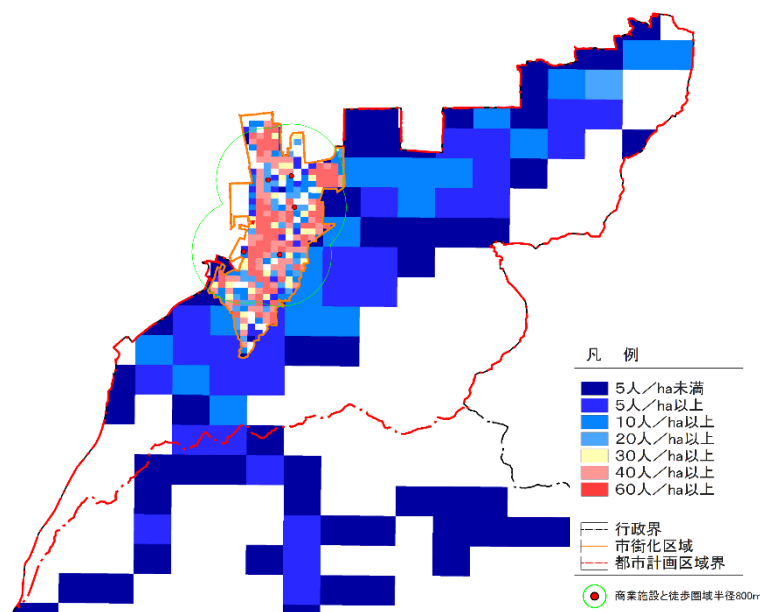 凡　例
5人／ha未満
5人／ha以上
10人／ha以上
20人／ha以上
30人／ha以上
40人／ha以上
60人／ha以上
行政界
市街化区域
都市計画区域界
商業施設と徒歩圏域半径800m